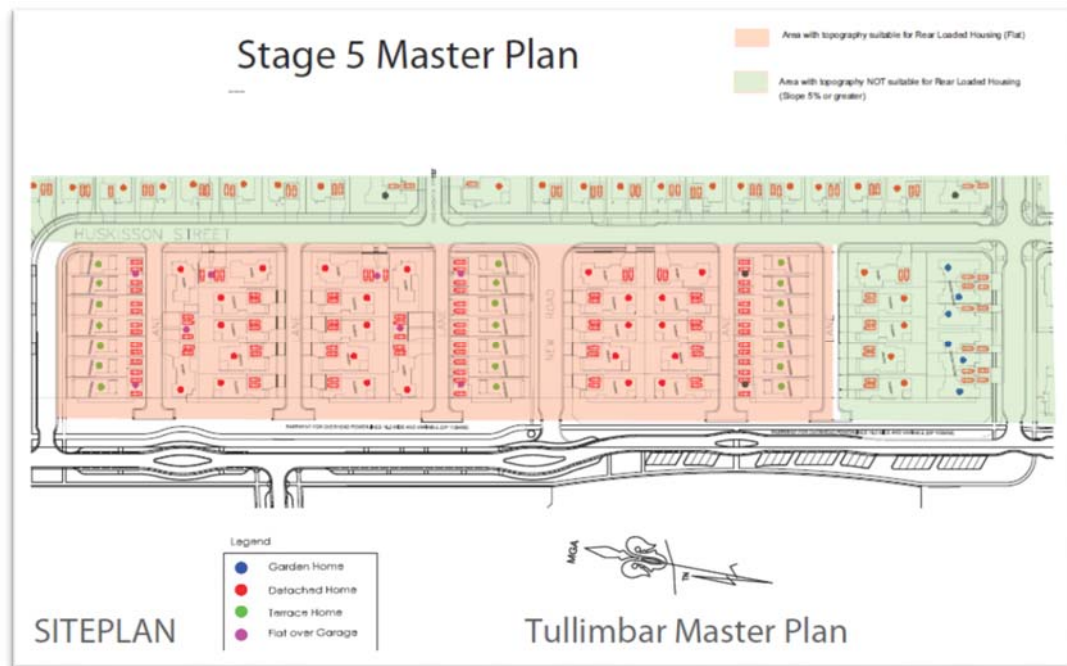 Stage 5 Master Plan
Area with topography suitable for Rear Loaded Housing (Flat)
Area with topography NOT suitable for Rear Loaded Housing
(Slope 5% or greater)
HUSKISSON STREET
LANE
LANE
LANE
NEW ROAD
LANE
LANE
Legend
Garden Home
Detached Home
Terrace Home
Flat over Garage
MGA
TN
SITEPLAN
Tullimbar Master Plan